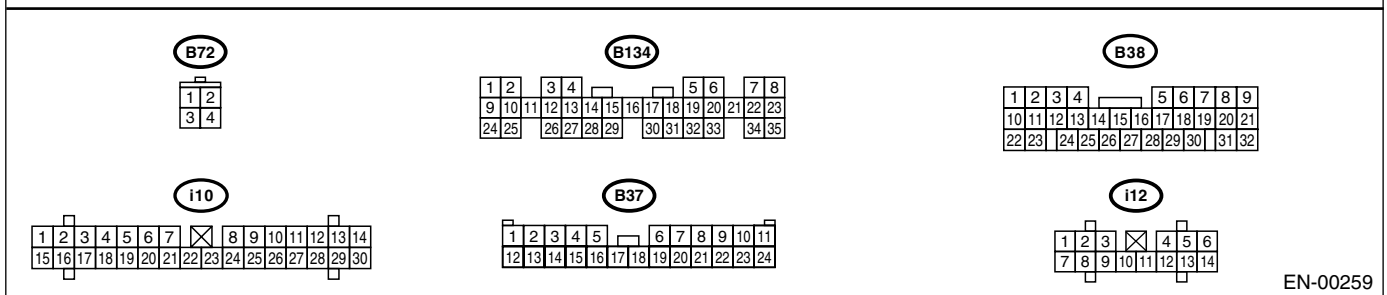 B72
1 2
3 4
B134
1 2 3 4 5 6 7 8
9 10 11 12 13 14 15 16 17 18 19 20 21 22 23
24 25 26 27 28 29 30 31 32 33 34 35
B38
1 2 3 4 5 6 7 8 9
10 11 12 13 14 15 16 17 18 19 20 21
22 23 24 25 26 27 28 29 30 31 32
i10
1 2 3 4 5 6 7 8 9 10 11 12 13 14
15 16 17 18 19 20 21 22 23 24 25 26 27 28 29 30
B37
1 2 3 4 5 6 7 8 9 10 11
12 13 14 15 16 17 18 19 20 21 22 23 24
i12
1 2 3 4 5 6
7 8 9 10 11 12 13 14
EN-00259